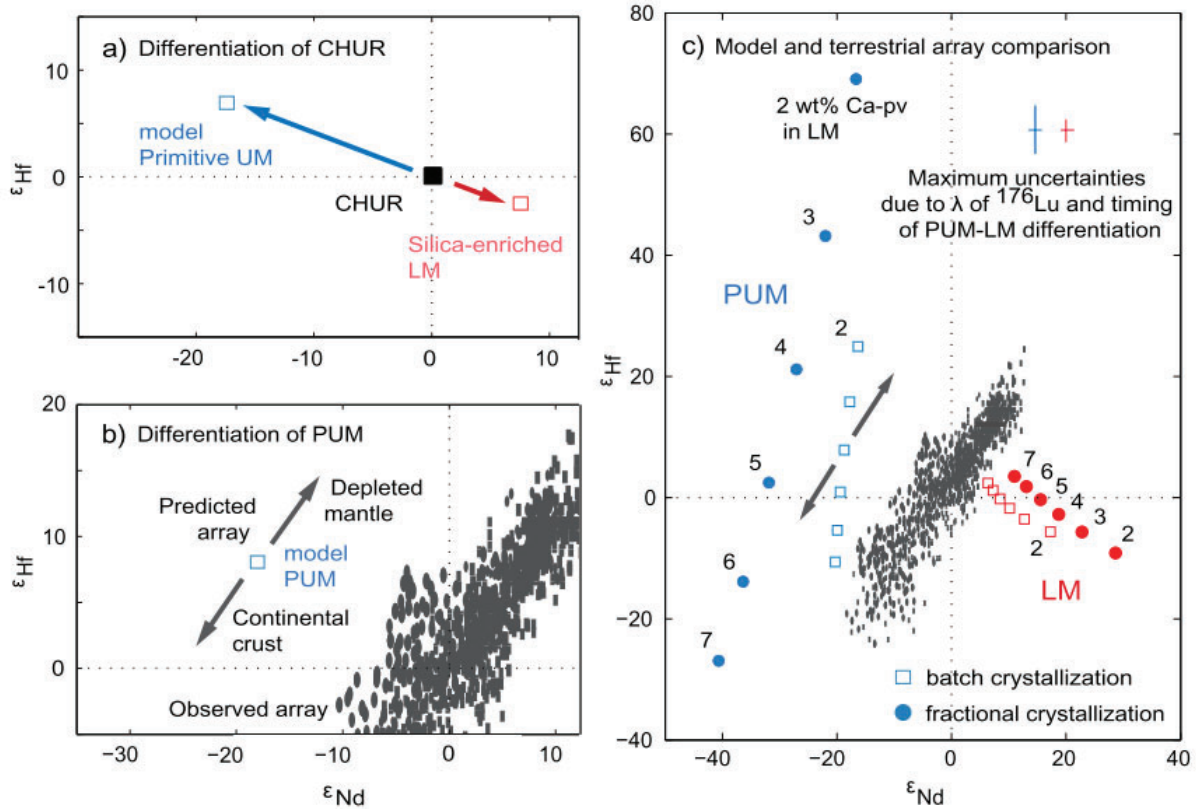 a) Differentiation of CHUR
10
0
-10
εHf
model
Primitive UM
CHUR
Silica-enriched
LM
-20
-10
0
10
b) Differentiation of PUM
20
10
0
εHf
Predicted
array
Depleted
mantle
model
PUM
Continental
crust
Observed array
−30
−20
−10
0
10
εNd
c) Model and terrestrial array comparison
80
60
40
20
0
−20
−40
εHf
2 wt% Ca-pv
in LM
Maximum uncertainties
due to λ of 176Lu and timing
of PUM-LM differentiation
3
PUM
4
2
5
6
7
7
6
5
4
3
2
2
LM
batch crystallization
fractional crystallization
−40
−20
0
20
40
εNd